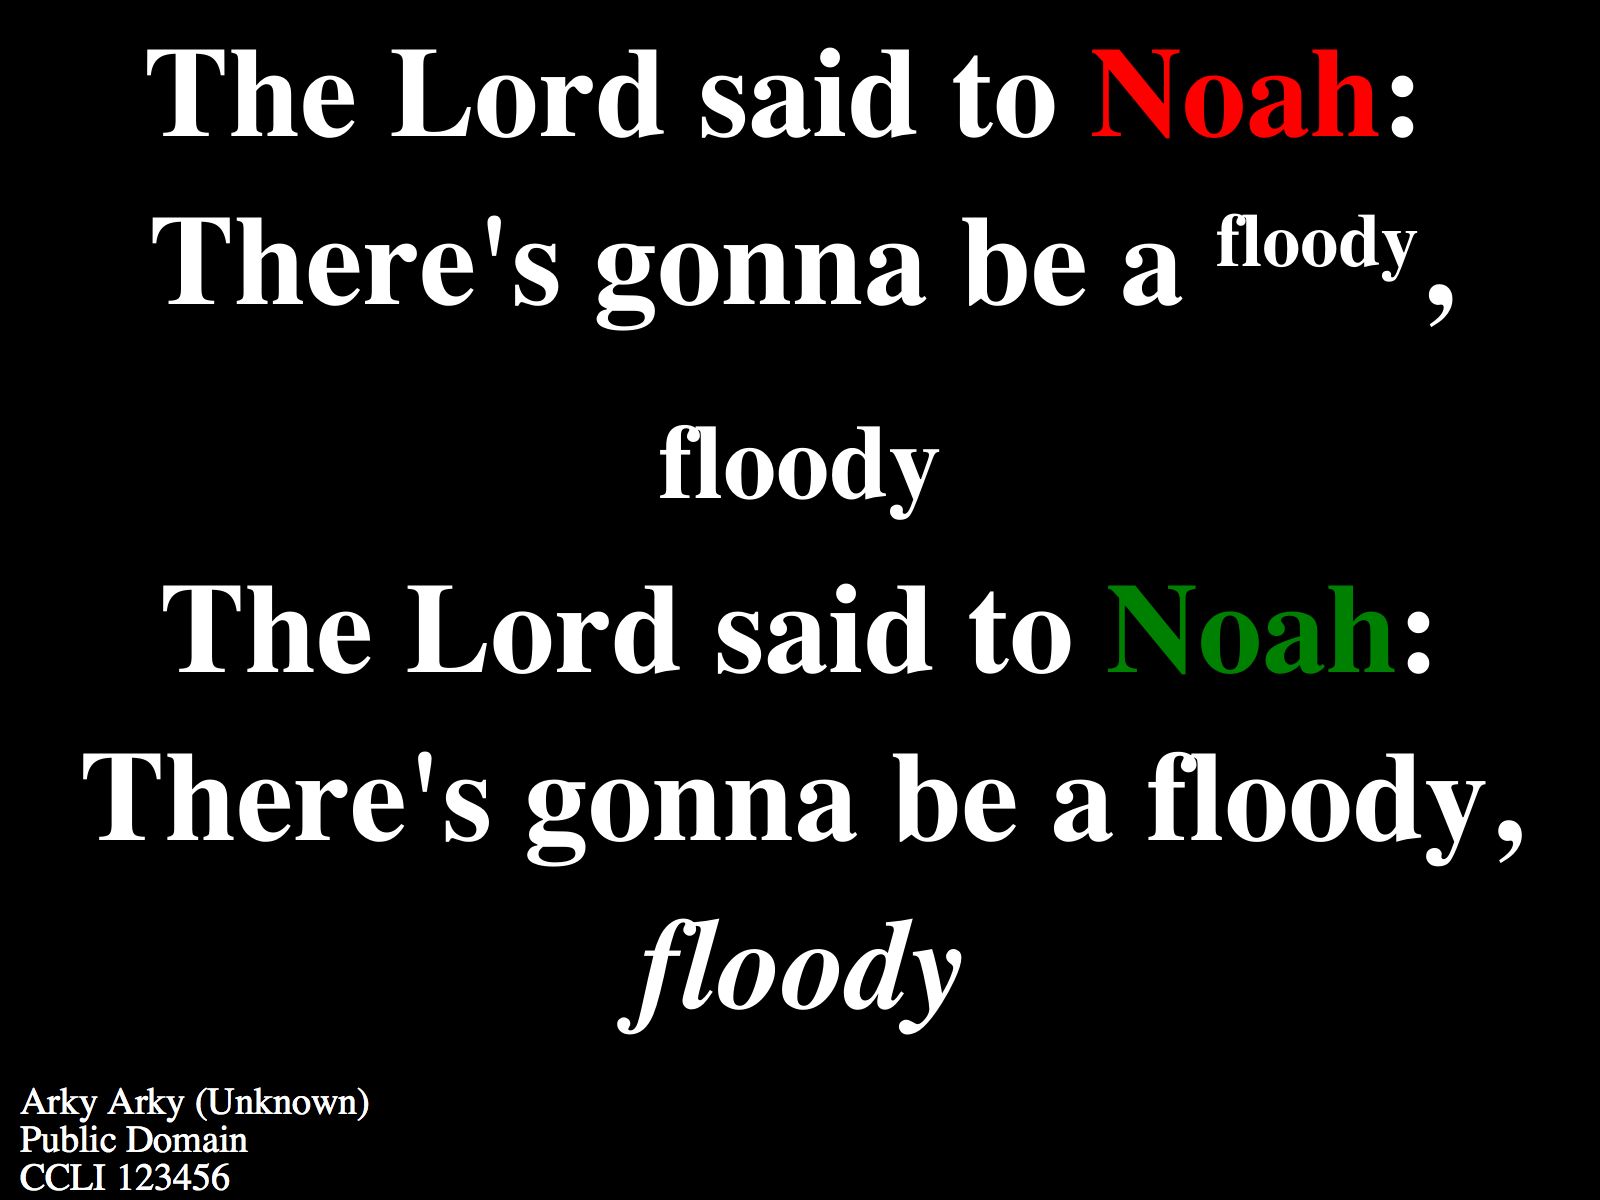 The Lord said to Noah:
There's gonna be a floody,
floody
The Lord said to Noah:
There's gonna be a floody,
floody
Arky Arky (Unknown)
Public Domain
CCLI 123456